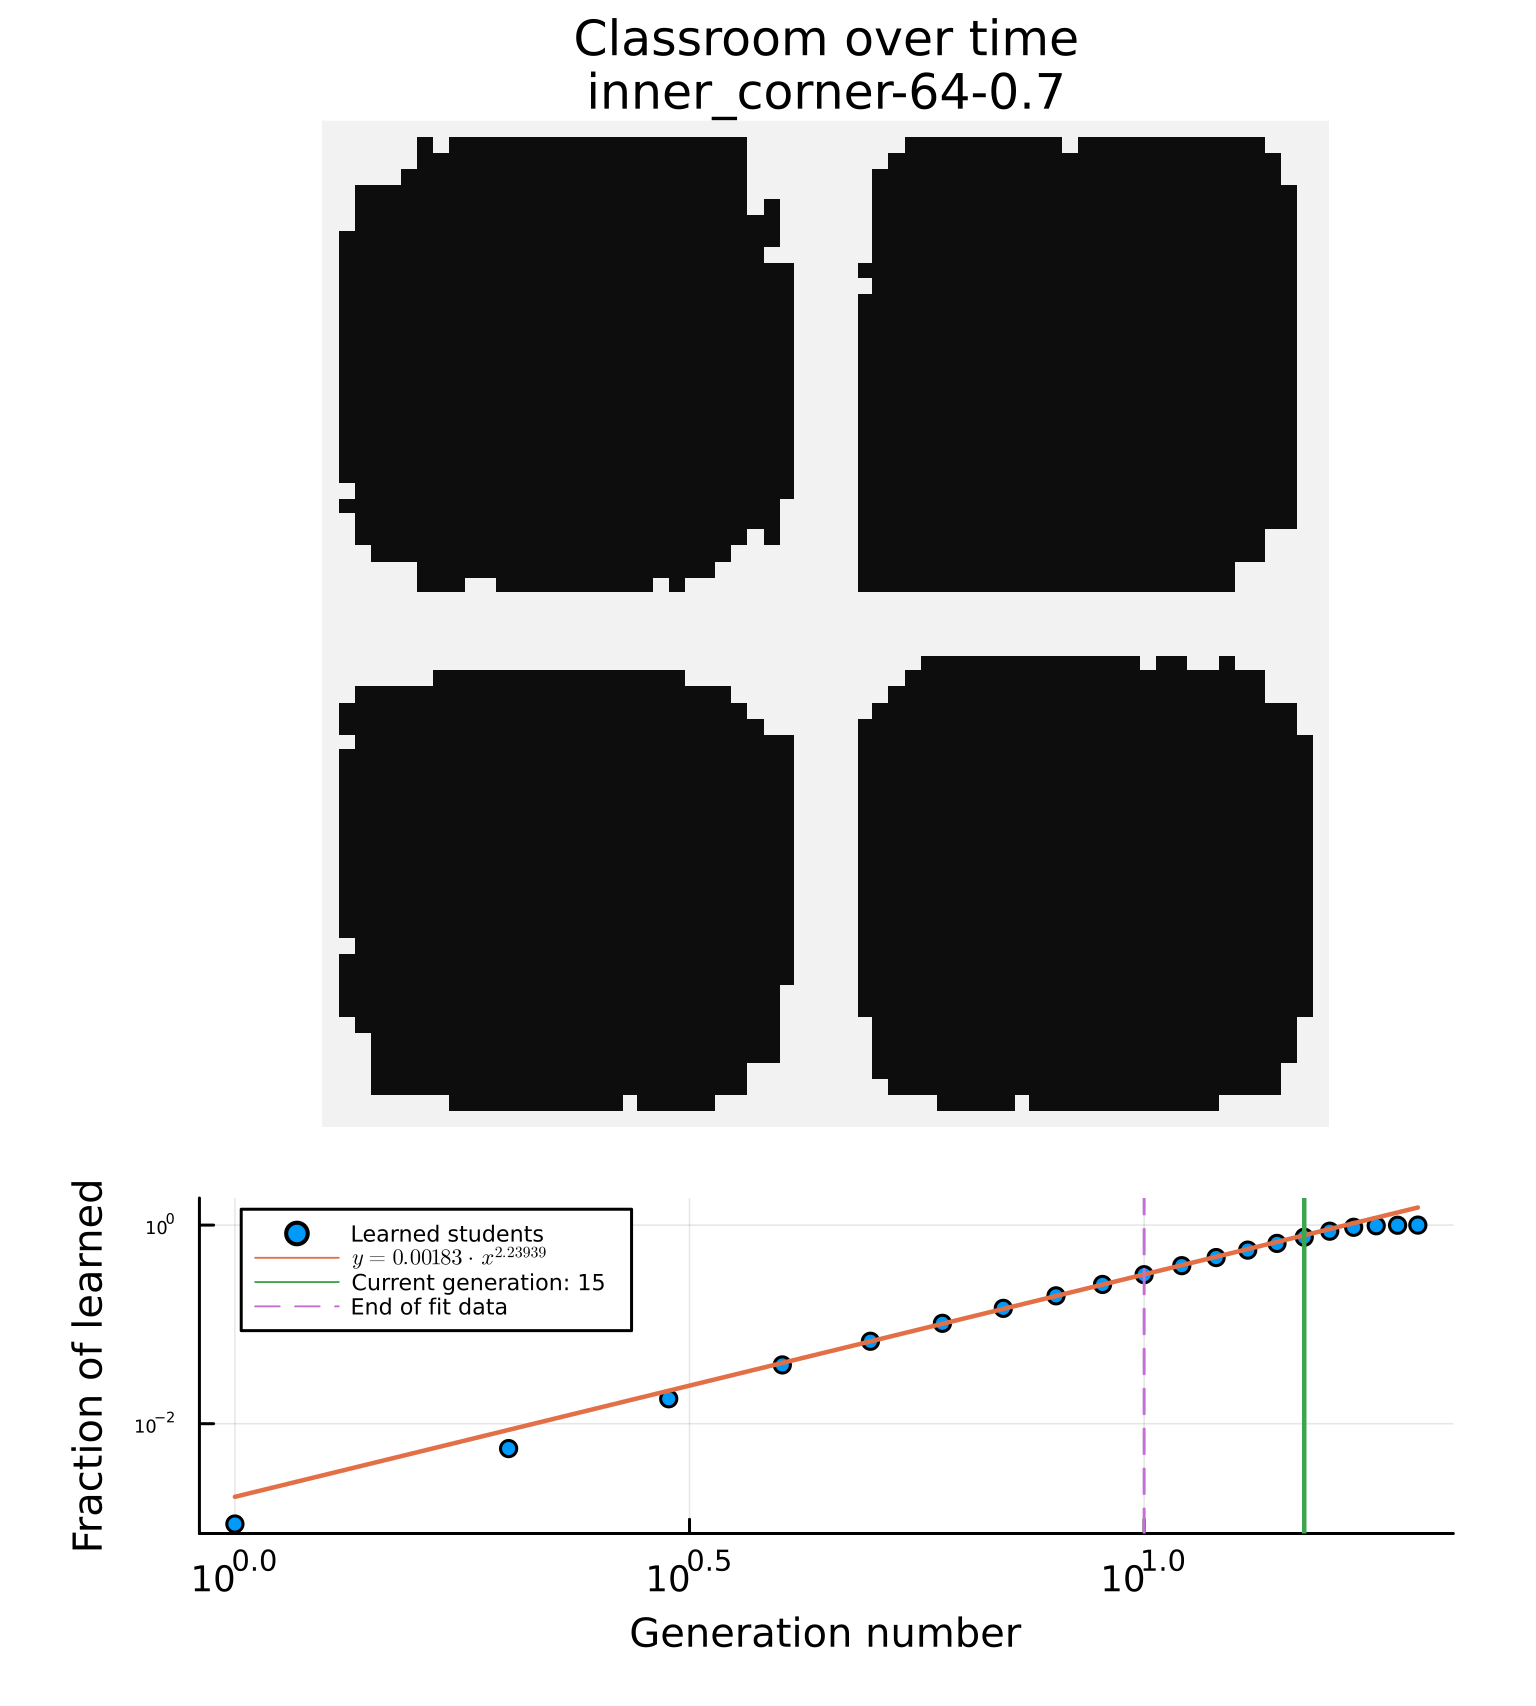 Classroom over time
inner_corner-64-0.7
Fraction of learned
10^0
10^−2
Learned students
y = 0.00183 · x^2.23939
Current generation: 15
End of fit data
10^0.0
10^0.5
10^1.0
Generation number